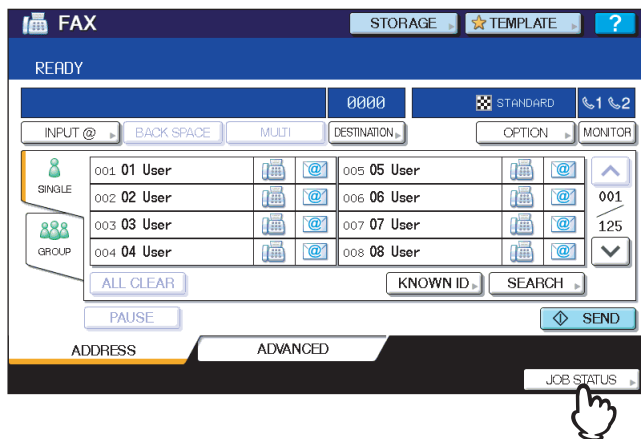 FAX STORAGE TEMPLATE ?
READY
0000 STANDARD 1 2
INPUT @ BACK SPACE MULTI DESTINATION OPTION MONITOR
SINGLE
001 01 User @ 005 05 User @
002 02 User @ 006 06 User @ 001
003 03 User @ 007 07 User @ 125
GROUP
004 04 User @ 008 08 User @
ALL CLEAR KNOWN ID SEARCH
PAUSE SEND
ADDRESS ADVANCED
JOB STATUS